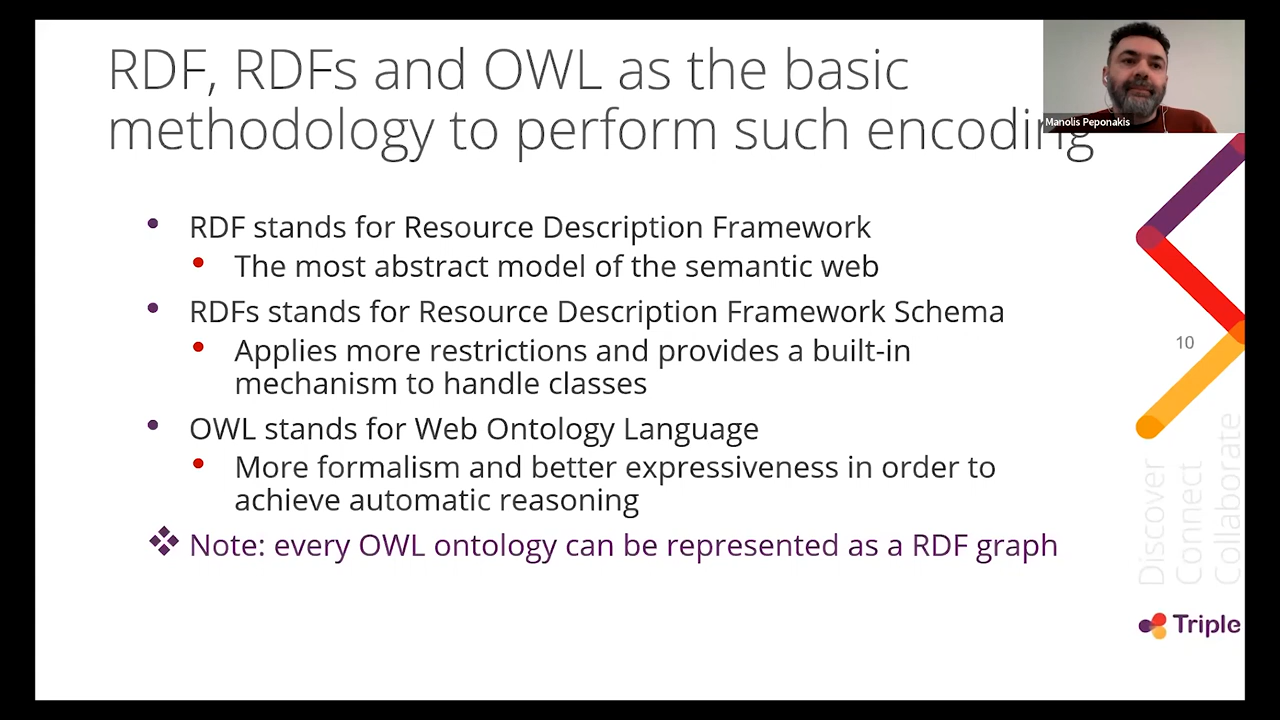 RDF, RDFs and OWL as the basic
methodology to perform such encoding
Manolis Peponakis
• RDF stands for Resource Description Framework
• The most abstract model of the semantic web
• RDFs stands for Resource Description Framework Schema
• Applies more restrictions and provides a built-in
mechanism to handle classes
10
• OWL stands for Web Ontology Language
• More formalism and better expressiveness in order to
achieve automatic reasoning
❖ Note: every OWL ontology can be represented as a RDF graph
Discover
Connect
Collaborate
Triple